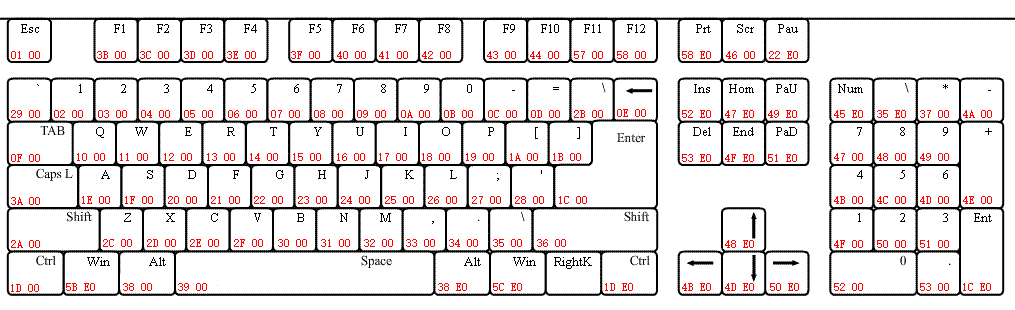 Esc F1 F2 F3 F4 F5 F6 F7 F8 F9 F10 F11 F12 Prt Scr Pau
01 00 3B 00 3C 00 3D 00 3E 00 3F 00 40 00 41 00 42 00 43 00 44 00 57 00 58 00 58 E0 46 00 22 E0
` 1 2 3 4 5 6 7 8 9 0 - = \ Ins Hom PaU Num \ * -
29 00 02 00 03 00 04 00 05 00 06 00 07 00 08 00 09 00 0A 00 0B 00 0C 00 0D 00 2B 00 0E 00 52 E0 47 E0 49 E0 45 E0 35 E0 37 00 4A 00
TAB Q W E R T Y U I O P [ ] Enter Del End PaD 7 8 9 +
0F 00 10 00 11 00 12 00 13 00 14 00 15 00 16 00 17 00 18 00 19 00 1A 00 1B 00 53 E0 4F E0 51 E0 47 00 48 00 49 00
Caps L A S D F G H J K L ; ' 4 5 6
3A 00 1E 00 1F 00 20 00 21 00 22 00 23 00 24 00 25 00 26 00 27 00 28 00 1C 00 4B 00 4C 00 4D 00 4E 00
Shift Z X C V B N M , . \ Shift 1 2 3 Ent
2A 00 2C 00 2D 00 2E 00 2F 00 30 00 31 00 32 00 33 00 34 00 35 00 36 00 48 E0 4F 00 50 00 51 00
Ctrl Win Alt Space Alt Win RightK Ctrl 0 .
1D 00 5B E0 38 00 39 00 38 E0 5C E0 1D E0 4B E0 4D E0 50 E0 52 00 53 00 1C E0